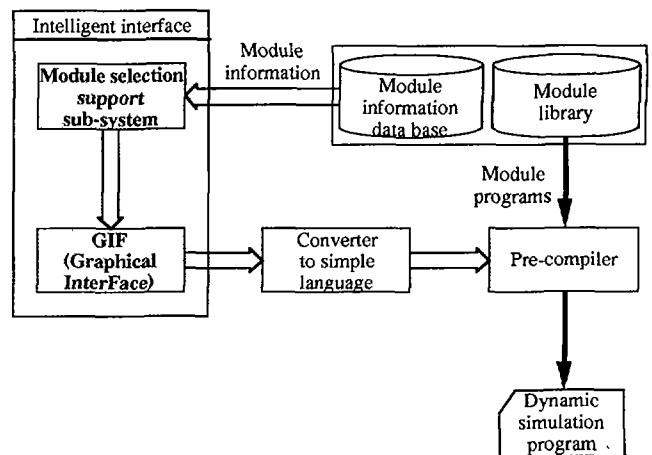 Intelligent interface
Module selection
support
sub-system
Module
information
Module
information
data base
Module
library
Module
programs
GIF
(Graphical
InterFace)
Converter
to simple
language
Pre-compiler
Dynamic
simulation
program